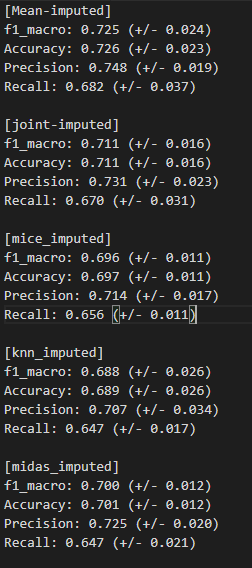 [Mean-imputed]
f1_macro: 0.725 (+/- 0.024)
Accuracy: 0.726 (+/- 0.023)
Precision: 0.748 (+/- 0.019)
Recall: 0.682 (+/- 0.037)
[joint-imputed]
f1_macro: 0.711 (+/- 0.016)
Accuracy: 0.711 (+/- 0.016)
Precision: 0.731 (+/- 0.023)
Recall: 0.670 (+/- 0.031)
[mice_imputed]
f1_macro: 0.696 (+/- 0.011)
Accuracy: 0.697 (+/- 0.011)
Precision: 0.714 (+/- 0.017)
Recall: 0.656 (+/- 0.011)
[knn_imputed]
f1_macro: 0.688 (+/- 0.026)
Accuracy: 0.689 (+/- 0.026)
Precision: 0.707 (+/- 0.034)
Recall: 0.647 (+/- 0.017)
[midas_imputed]
f1_macro: 0.700 (+/- 0.012)
Accuracy: 0.701 (+/- 0.012)
Precision: 0.725 (+/- 0.020)
Recall: 0.647 (+/- 0.021)